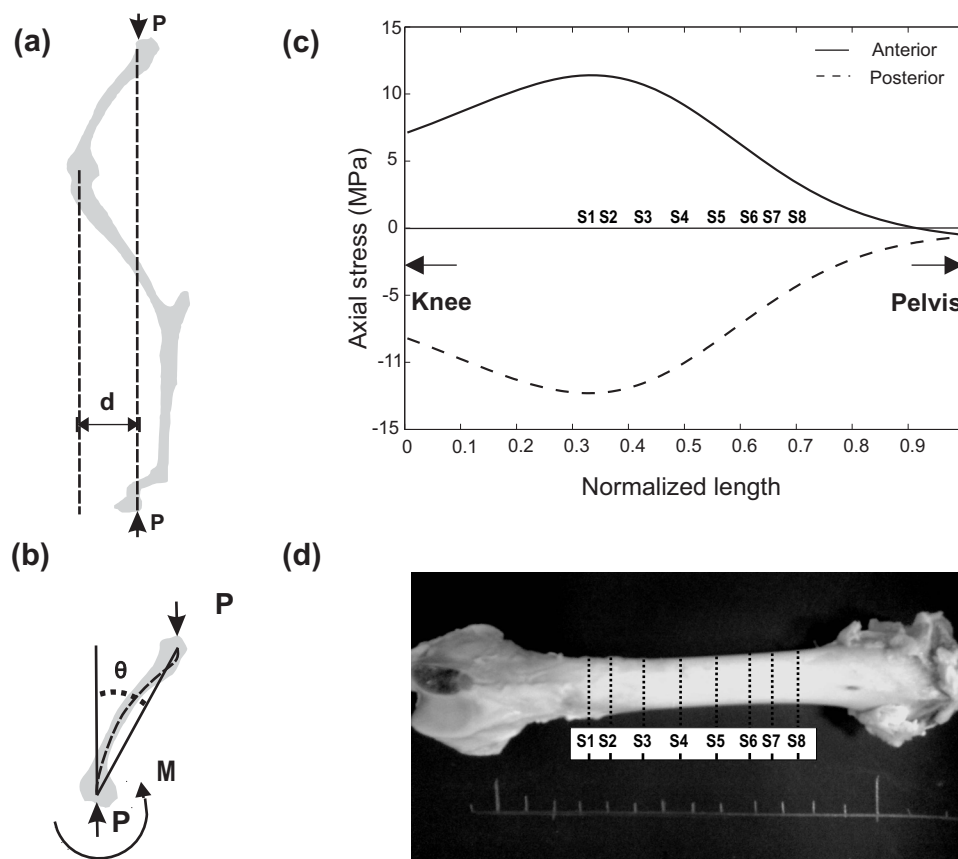 (a)
P
d
P
(b)
P
θ
M
P
(c)
15
10
5
0
-5
-11
-15
Axial stress (MPa)
Anterior
Posterior
S1 S2 S3 S4 S5 S6 S7 S8
Knee
Pelvis
0 0.1 0.2 0.3 0.4 0.5 0.6 0.7 0.8 0.9
Normalized length
(d)
S1 S2 S3 S4 S5 S6 S7 S8